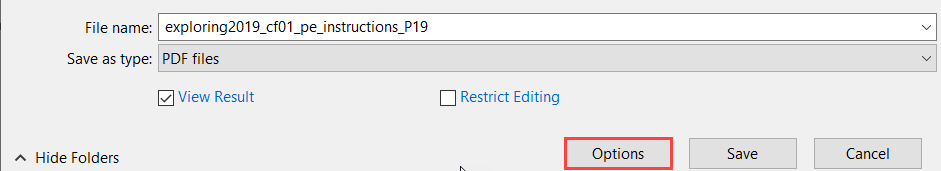 File name: exploring2019_cf01_pe_instructions_P19
Save as type: PDF files
View Result Restrict Editing
Hide Folders Options Save Cancel